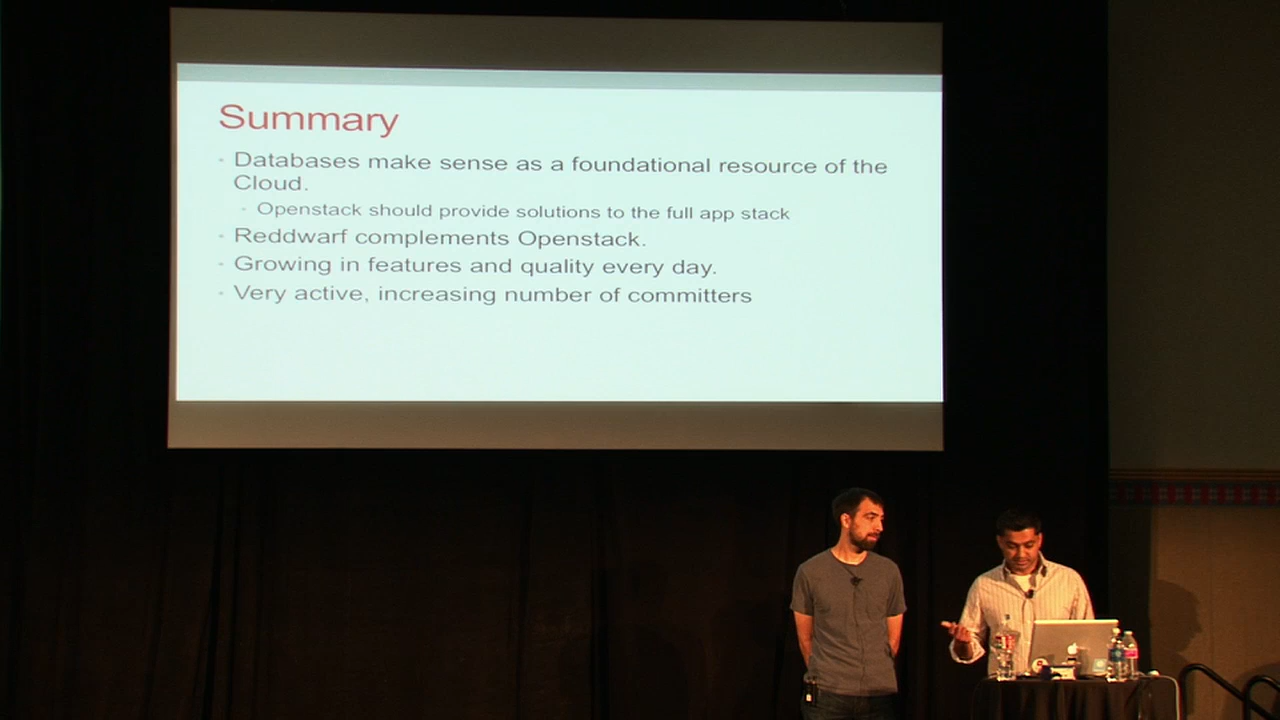 Summary
Databases make sense as a foundational resource of the
Cloud.
Openstack should provide solutions to the full app stack
Reddwarf complements Openstack.
Growing in features and quality every day.
Very active, increasing number of committers